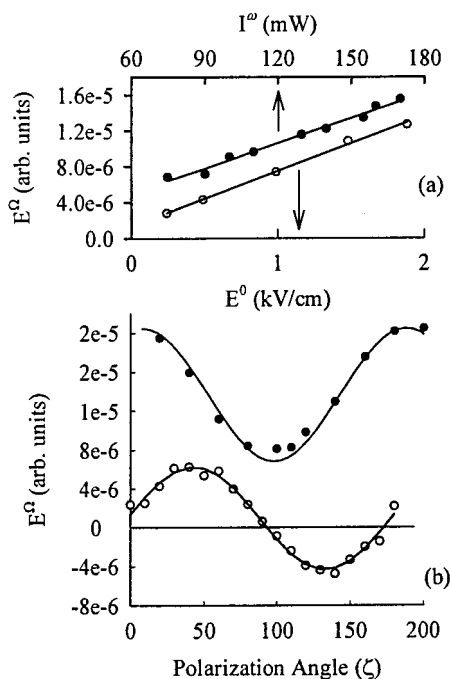 I^ω (mW)
60 90 120 150 180
1.6e-5
1.2e-5
8.0e-6
4.0e-6
0.0
E^Ω (arb. units)
(a)
0 1 2
E^0 (kV/cm)
2e-5
2e-5
1e-5
8e-6
4e-6
0
-4e-6
-8e-6
E^Ω (arb. units)
(b)
0 50 100 150 200
Polarization Angle (ζ)